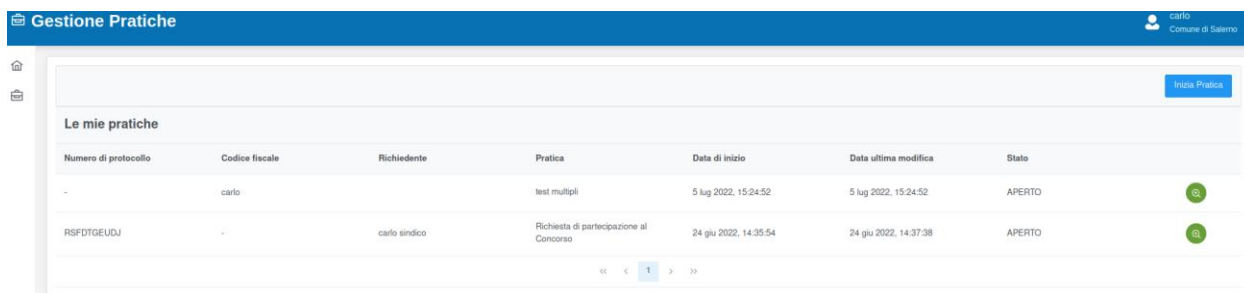 Gestione Pratiche
carlo
Comune di Salerno
Inizia Pratica
Le mie pratiche
Numero di protocollo Codice fiscale Richiedente Pratica Data di inizio Data ultima modifica Stato
- carlo test multipli 5 lug 2022, 15:24:52 5 lug 2022, 15:24:52 APERTO
RSFDTGEUDJ - carlo sindico Richiesta di partecipazione al 24 giu 2022, 14:35:54 24 giu 2022, 14:37:38 APERTO
Concorso
« ‹ 1 › »